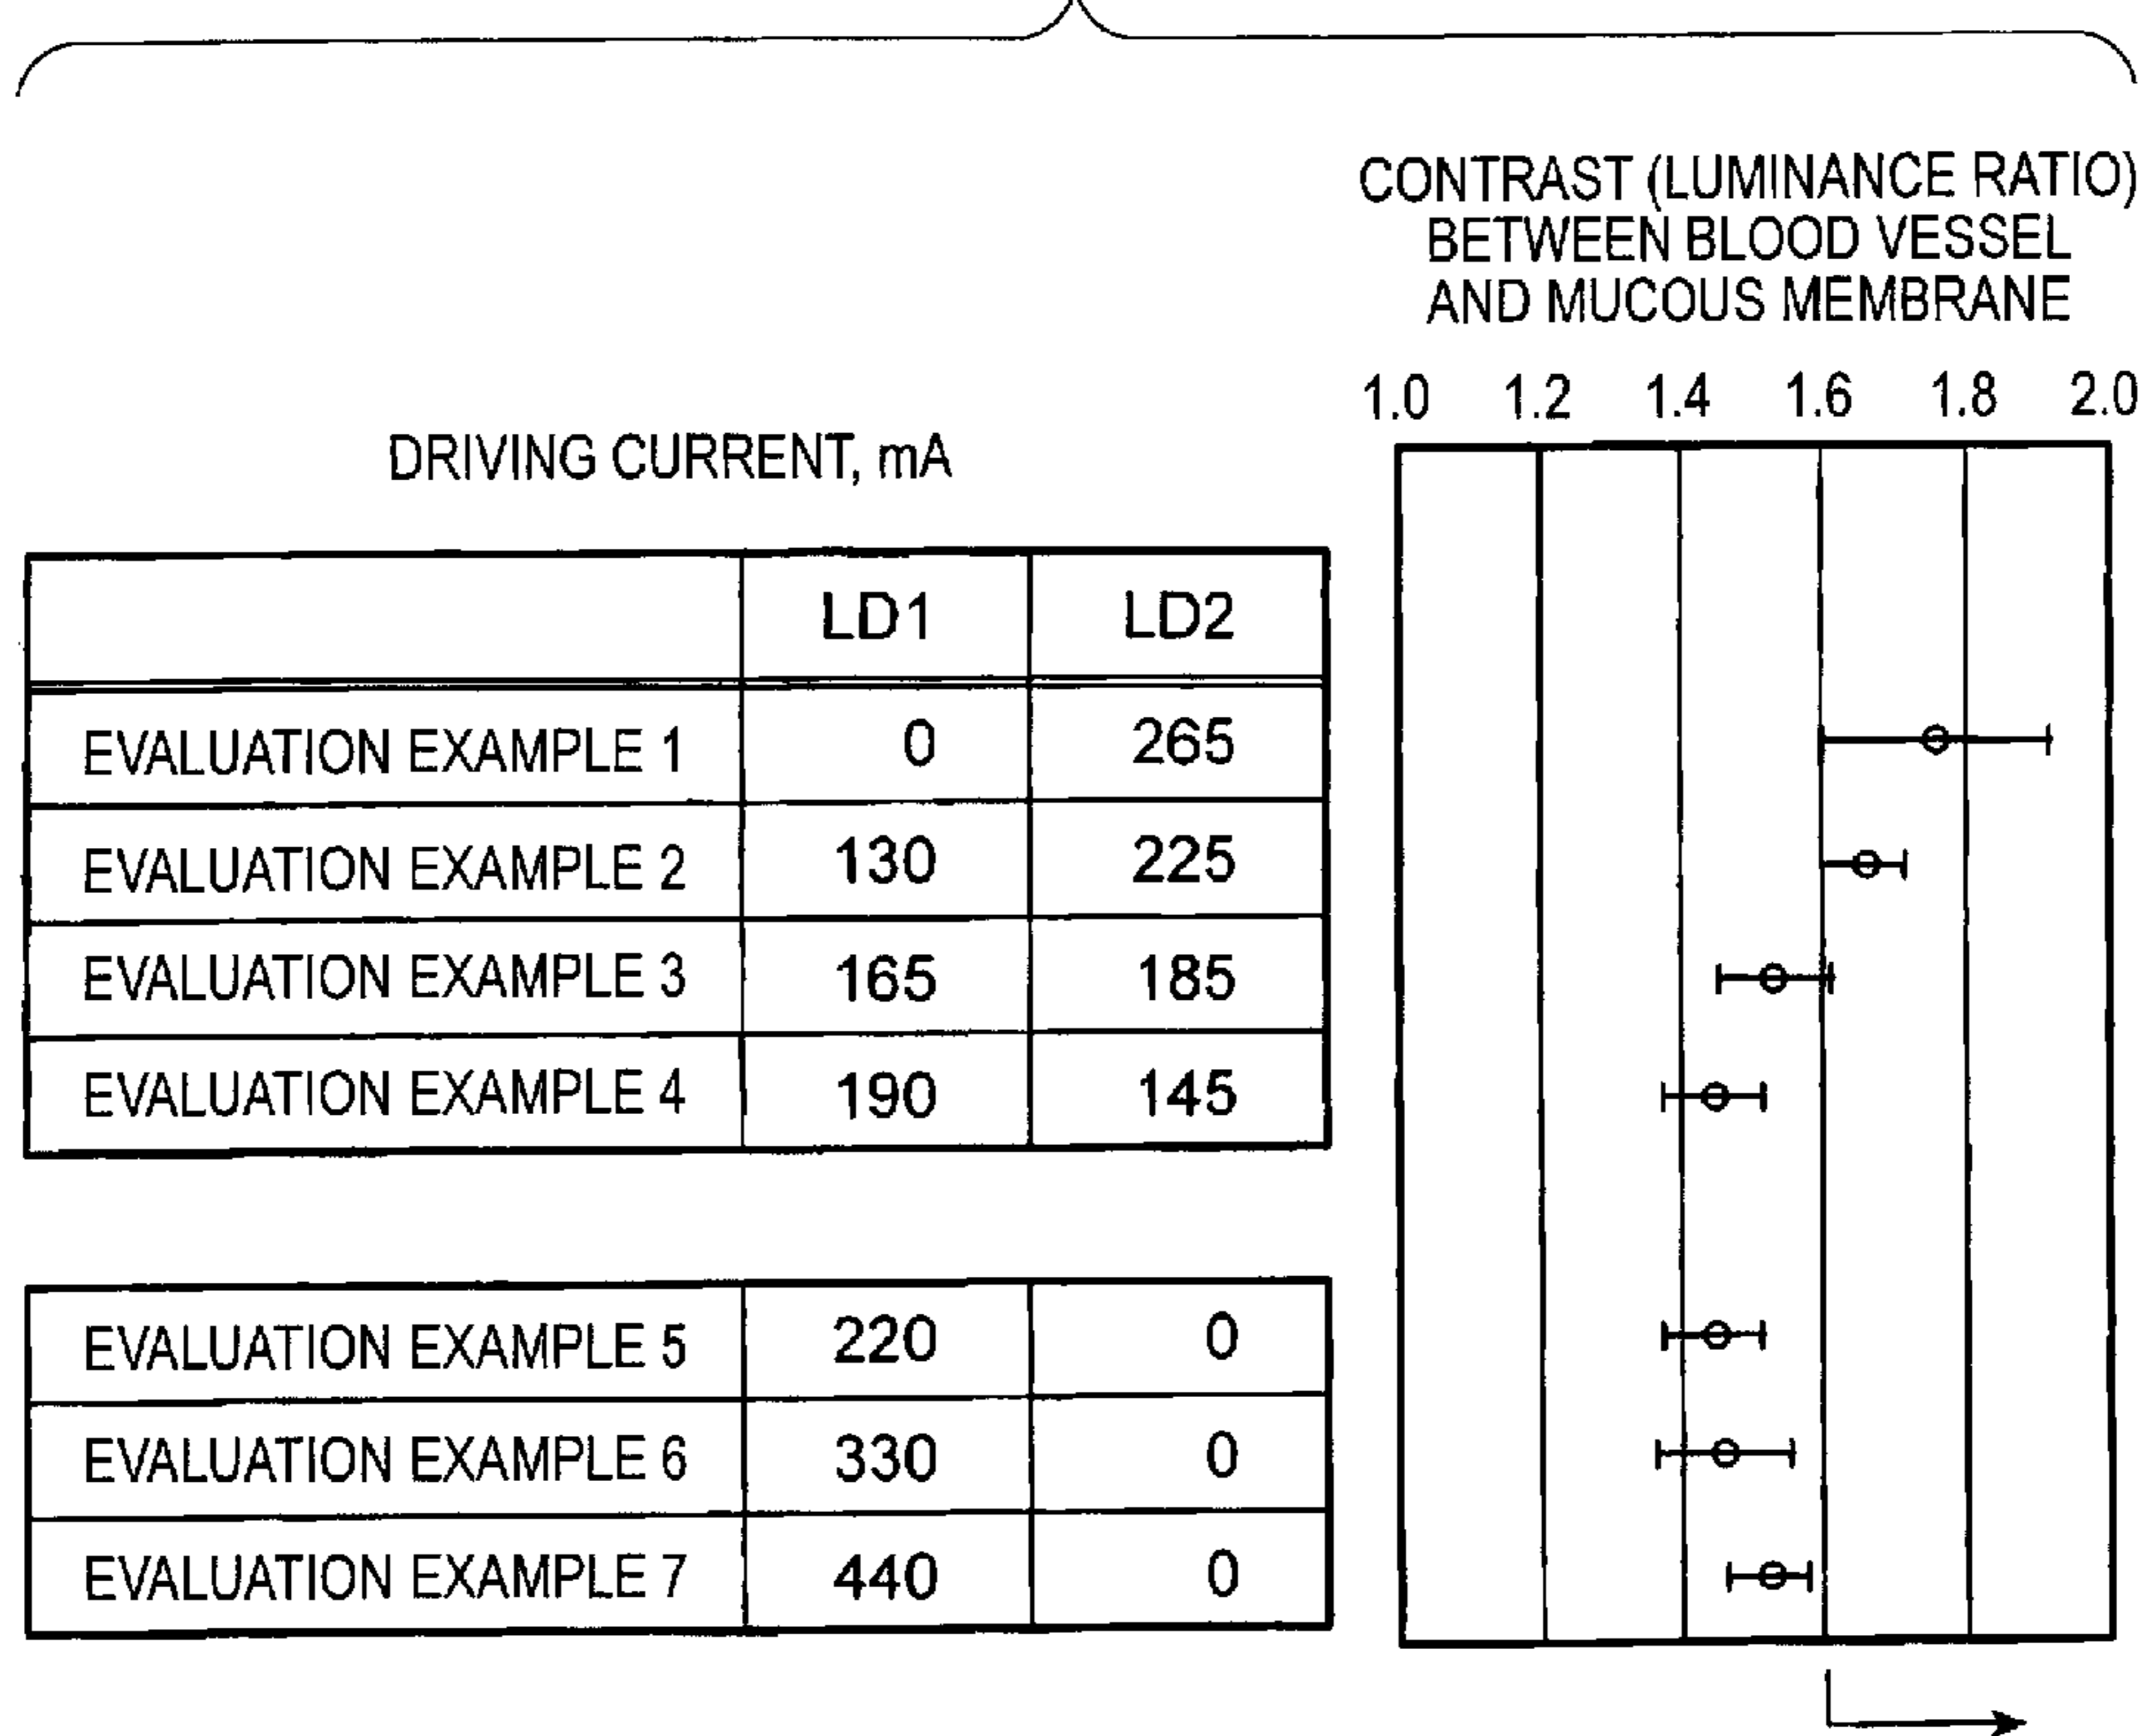 CONTRAST (LUMINANCE RATIO)
BETWEEN BLOOD VESSEL
AND MUCOUS MEMBRANE
1.0 1.2 1.4 1.6 1.8 2.0
DRIVING CURRENT, mA
LD1 LD2
EVALUATION EXAMPLE 1 0 265
EVALUATION EXAMPLE 2 130 225
EVALUATION EXAMPLE 3 165 185
EVALUATION EXAMPLE 4 190 145
EVALUATION EXAMPLE 5 220 0
EVALUATION EXAMPLE 6 330 0
EVALUATION EXAMPLE 7 440 0